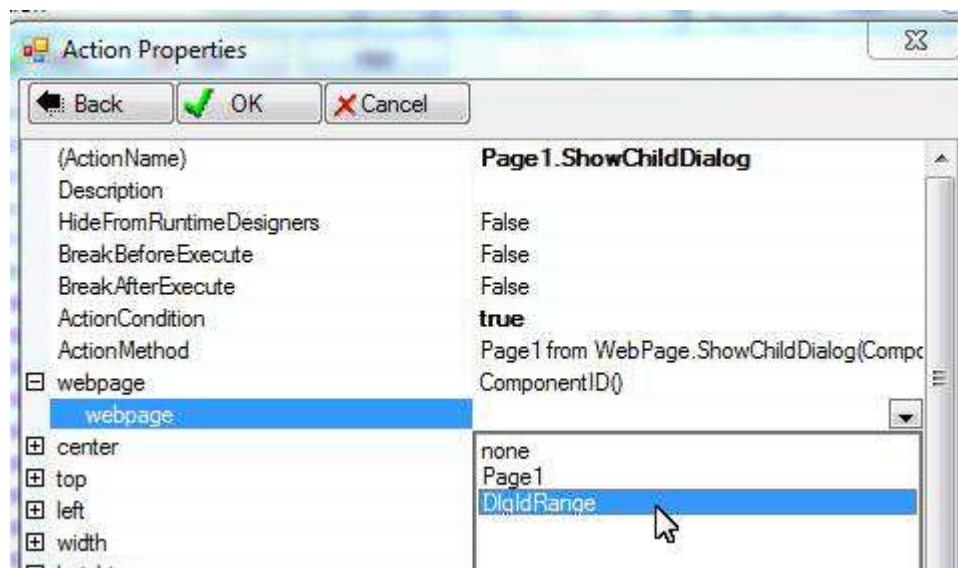 Action Properties
Back OK Cancel
(ActionName) Page1.ShowChildDialog
Description
HideFromRuntimeDesigners False
BreakBeforeExecute False
BreakAfterExecute False
ActionCondition true
ActionMethod Page1 from WebPage.ShowChildDialog(Compo
webpage ComponentID()
webpage
center none
top Page1
left DlgIdRange
width